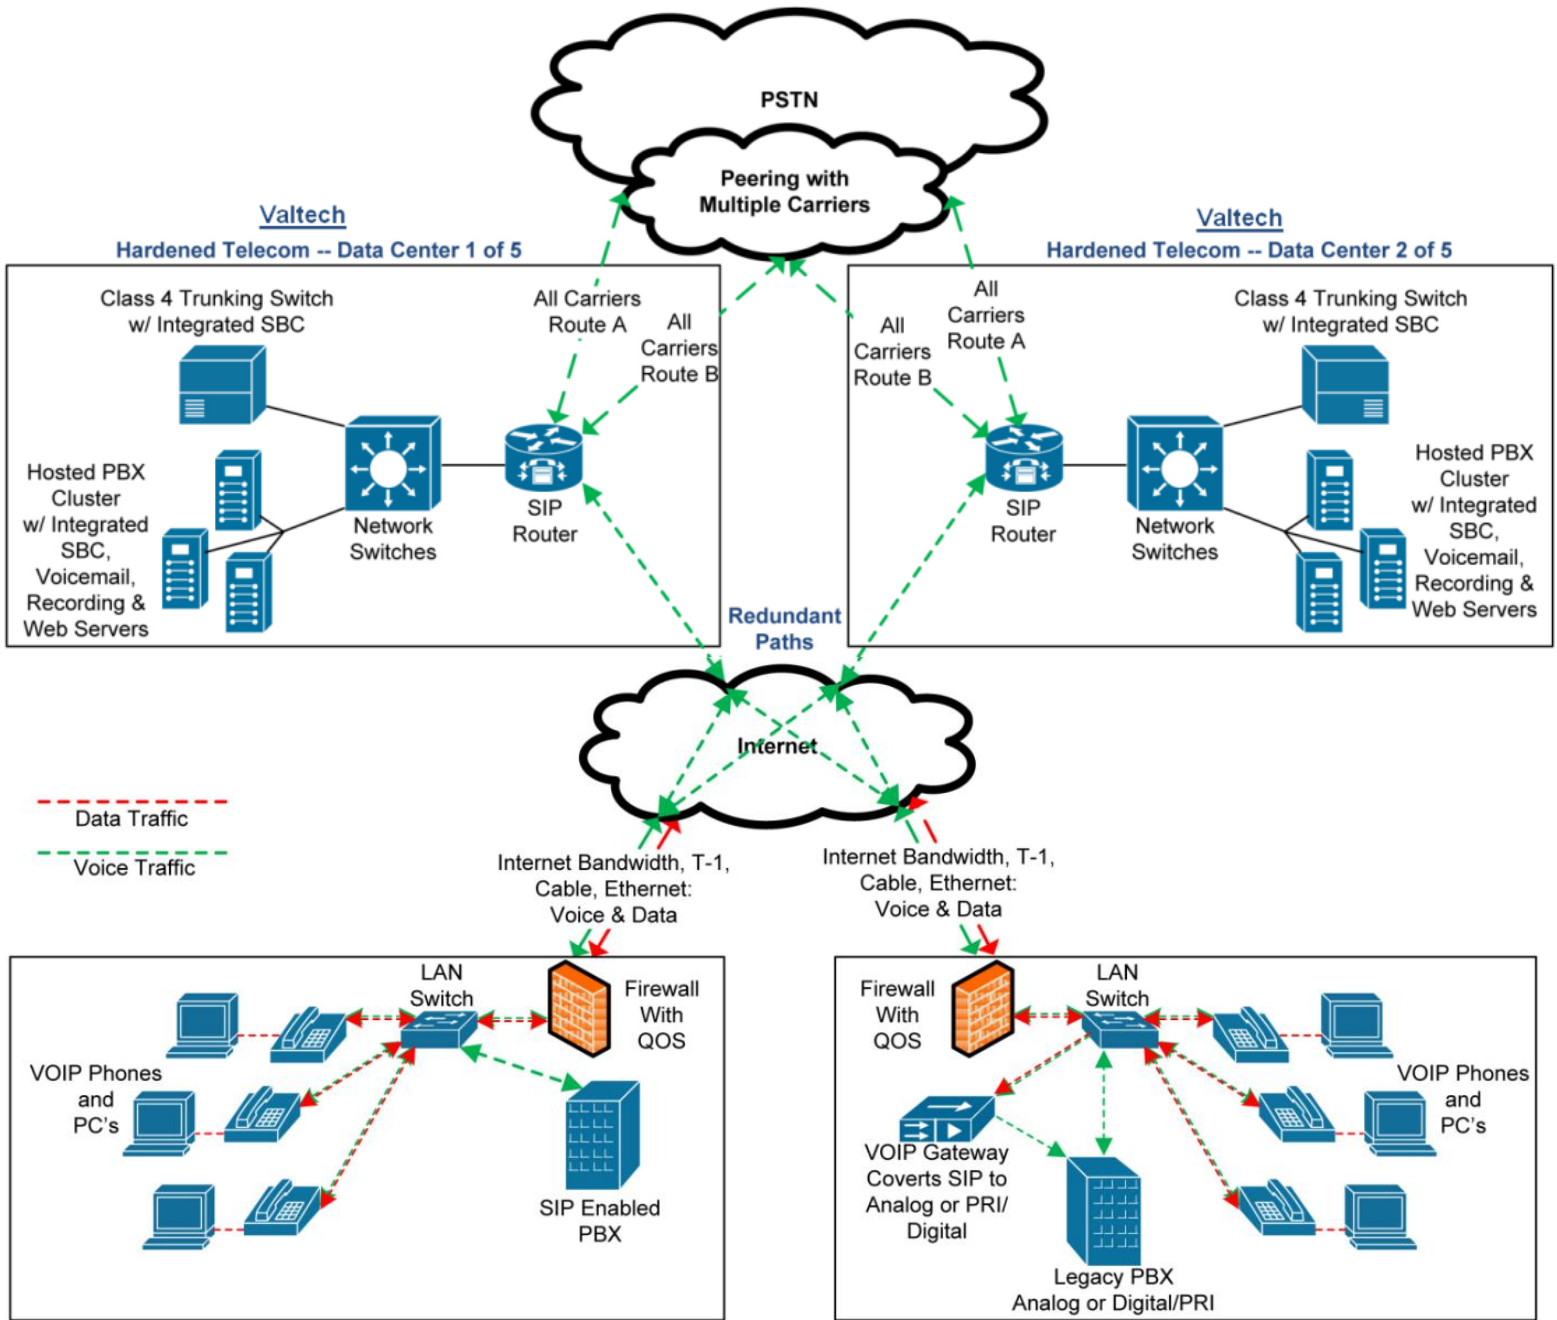 PSTN
Peering with
Multiple Carriers
Valtech
Hardened Telecom -- Data Center 1 of 5
Class 4 Trunking Switch
w/ Integrated SBC
All Carriers
Route A
All
Carriers
Route B
Hosted PBX
Cluster
w/ Integrated
SBC,
Voicemail,
Recording &
Web Servers
Network
Switches
SIP
Router
Valtech
Hardened Telecom -- Data Center 2 of 5
All
Carriers
Route A
All
Carriers
Route B
Class 4 Trunking Switch
w/ Integrated SBC
SIP
Router
Network
Switches
Hosted PBX
Cluster
w/ Integrated
SBC,
Voicemail,
Recording &
Web Servers
Redundant
Paths
Internet
Data Traffic
Voice Traffic
Internet Bandwidth, T-1,
Cable, Ethernet:
Voice & Data
Internet Bandwidth, T-1,
Cable, Ethernet:
Voice & Data
LAN
Switch
Firewall
With
QOS
VOIP Phones
and
PC's
SIP Enabled
PBX
Firewall
With
QOS
LAN
Switch
VOIP Phones
and
PC's
VOIP Gateway
Coverts SIP to
Analog or PRI/
Digital
Legacy PBX
Analog or Digital/PRI